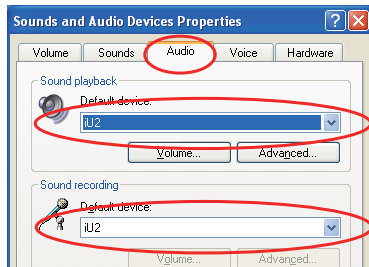 Sounds and Audio Devices Properties
Volume Sounds Audio Voice Hardware
Sound playback
Default device:
iU2
Volume... Advanced...
Sound recording
Default device:
iU2
Volume... Advanced...